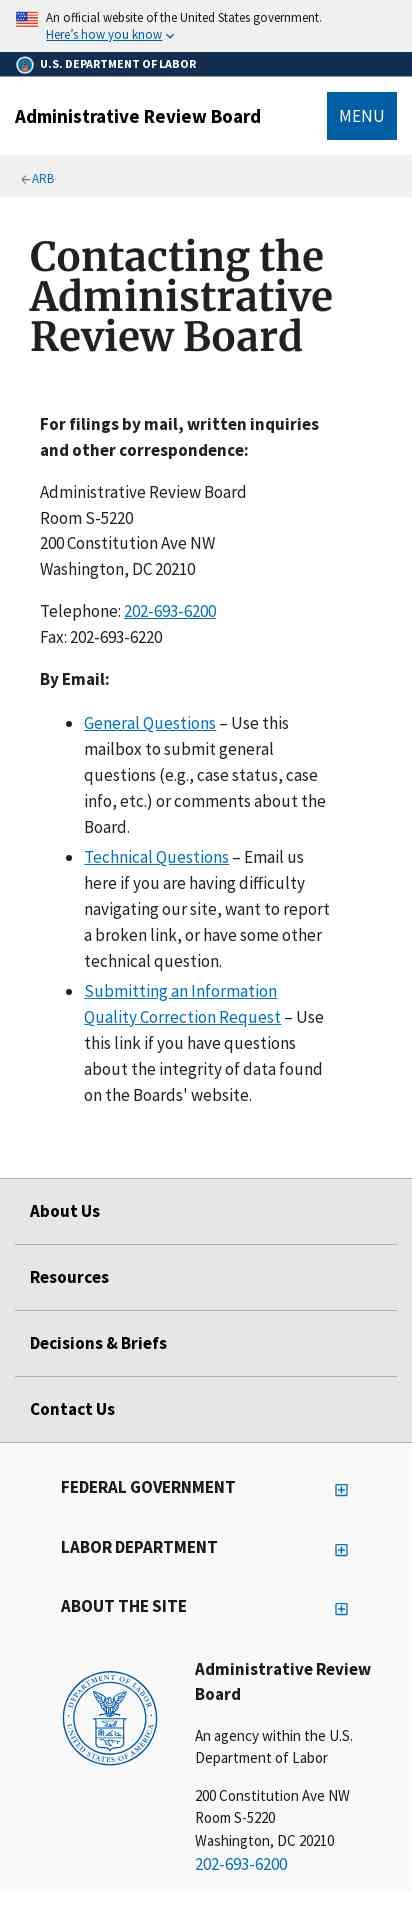 An official website of the United States government.
Here's how you know
U.S. DEPARTMENT OF LABOR
Administrative Review Board
MENU
ARB
Contacting the
Administrative
Review Board
For filings by mail, written inquiries
and other correspondence:
Administrative Review Board
Room S-5220
200 Constitution Ave NW
Washington, DC 20210
Telephone: 202-693-6200
Fax: 202-693-6220
By Email:
General Questions – Use this
mailbox to submit general
questions (e.g., case status, case
info, etc.) or comments about the
Board.
Technical Questions – Email us
here if you are having difficulty
navigating our site, want to report
a broken link, or have some other
technical question.
Submitting an Information
Quality Correction Request – Use
this link if you have questions
about the integrity of data found
on the Boards' website.
About Us
Resources
Decisions & Briefs
Contact Us
FEDERAL GOVERNMENT
LABOR DEPARTMENT
ABOUT THE SITE
DEPARTMENT OF LABOR
UNITED STATES OF AMERICA
Administrative Review
Board
An agency within the U.S.
Department of Labor
200 Constitution Ave NW
Room S-5220
Washington, DC 20210
202-693-6200